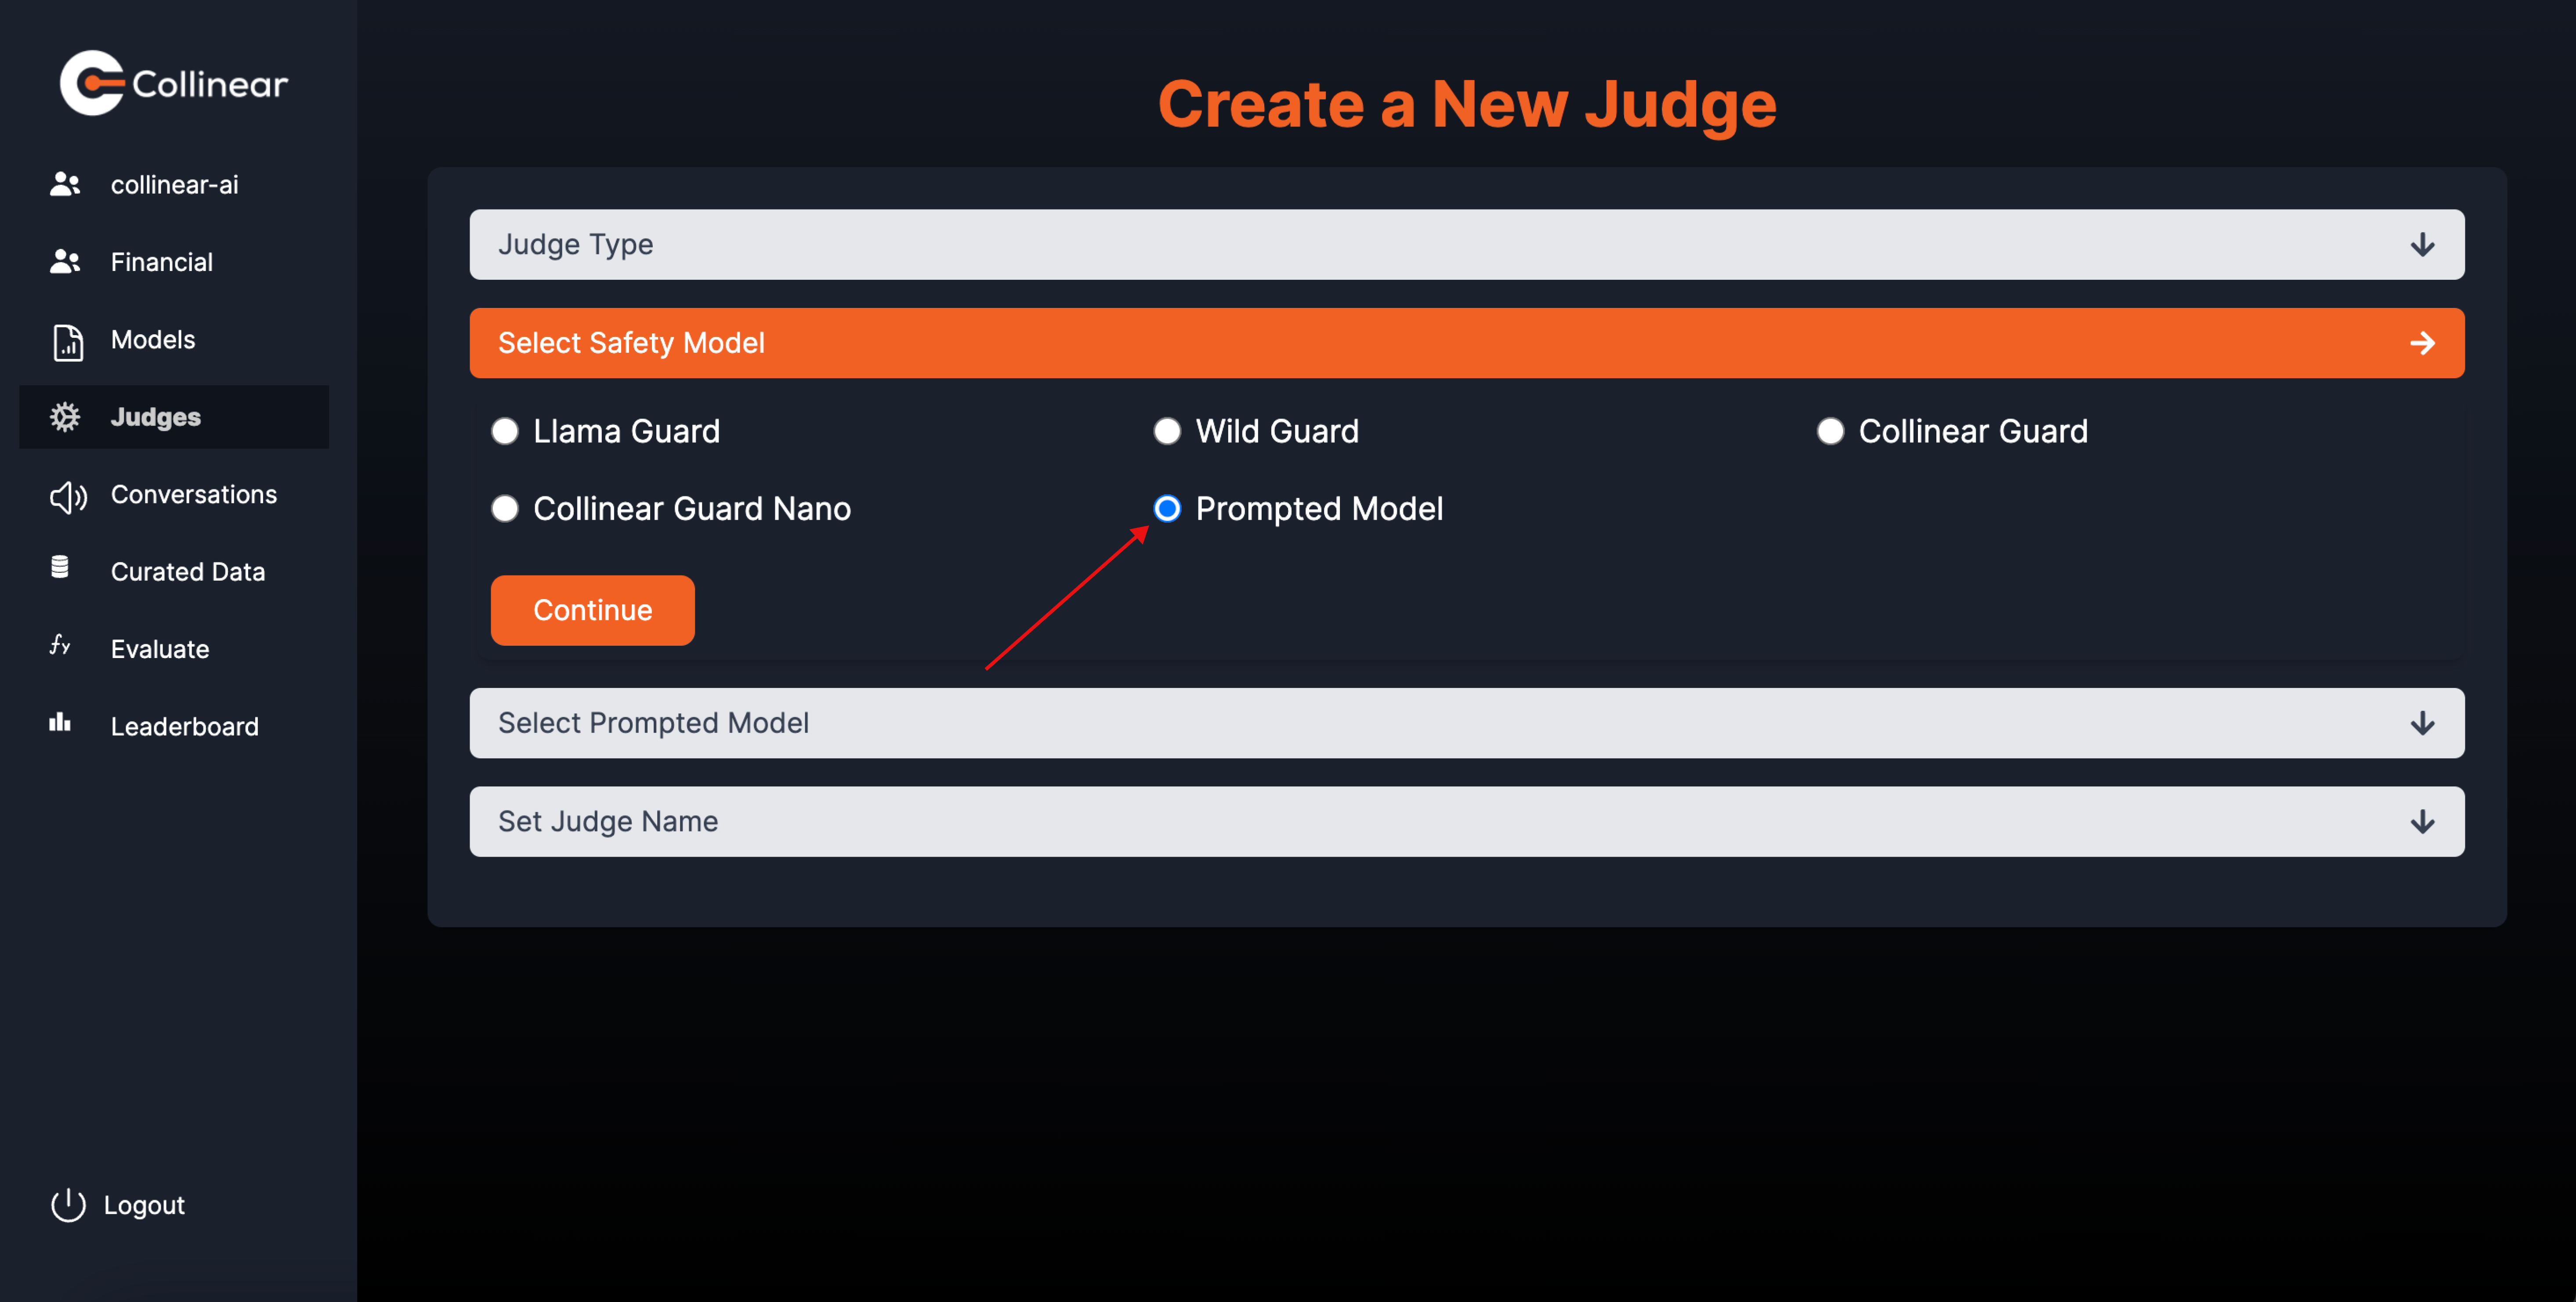 Collinear
collinear-ai
Financial
Models
Judges
Conversations
Curated Data
Evaluate
Leaderboard
Logout
Create a New Judge
Judge Type
Select Safety Model
Llama Guard
Wild Guard
Collinear Guard
Collinear Guard Nano
Prompted Model
Continue
Select Prompted Model
Set Judge Name